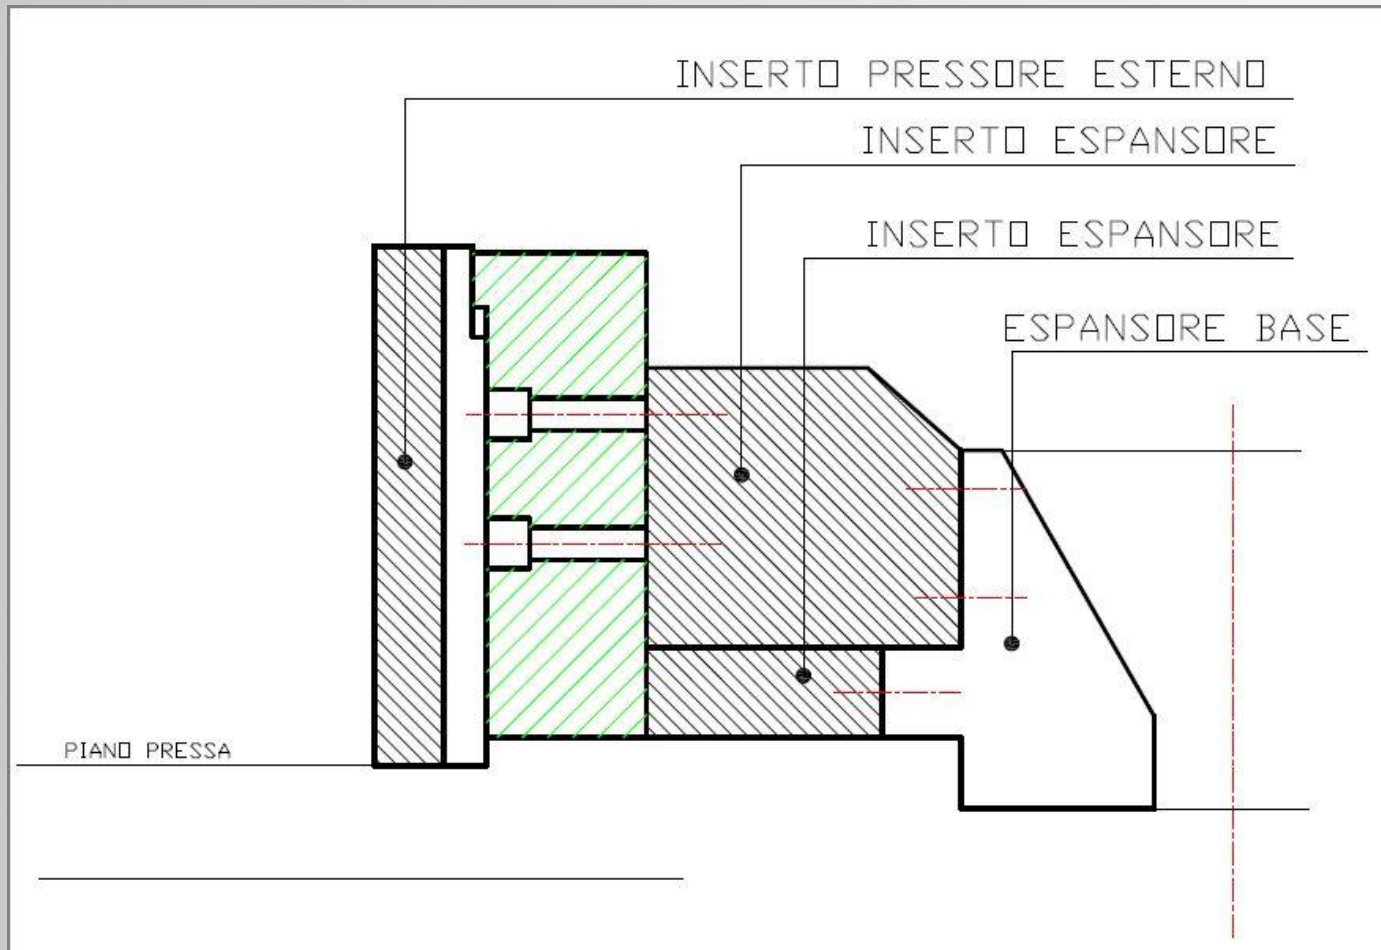 INSERTO PRESSORE ESTERNO
INSERTO ESPANSORE
INSERTO ESPANSORE
ESPANSORE BASE
PIANO PRESSA